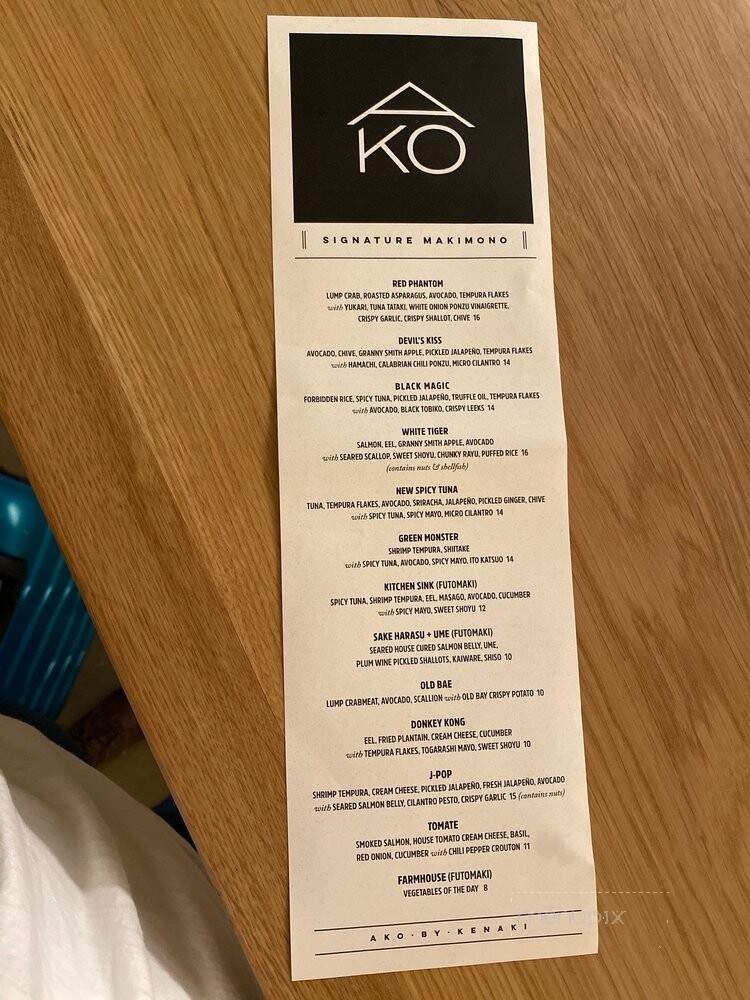 A
KO
SIGNATURE MAKIMONO
RED PHANTOM
LUMP CRAB, ROASTED ASPARAGUS, AVOCADO, TEMPURA FLAKES
with YUKARI, TUNA TATAKI, WHITE ONION PONZU VINAIGRETTE,
CRISPY GARLIC, CRISPY SHALLOT, CHIVE 16
DEVIL'S KISS
AVOCADO, CHIVE, GRANNY SMITH APPLE, PICKLED JALAPEÑO, TEMPURA FLAKES
with HAMACHI, CALABRIAN CHILI PONZU, MICRO CILANTRO 14
BLACK MAGIC
FORBIDDEN RICE, SPICY TUNA, PICKLED JALAPEÑO, TRUFFLE OIL, TEMPURA FLAKES
with AVOCADO, BLACK TOBIKO, CRISPY LEEKS 14
WHITE TIGER
SALMON, EEL, GRANNY SMITH APPLE, AVOCADO
with SEARED SCALLOP, SWEET SHOYU, CHUNKY RAYU, PUFFED RICE 16
(contains nuts & shellfish)
NEW SPICY TUNA
TUNA, TEMPURA FLAKES, AVOCADO, SRIRACHA, JALAPEÑO, PICKLED GINGER, CHIVE
with SPICY TUNA, SPICY MAYO, MICRO CILANTRO 14
GREEN MONSTER
SHRIMP TEMPURA, SHIITAKE
with SPICY TUNA, AVOCADO, SPICY MAYO, ITO KATSUO 14
KITCHEN SINK (FUTOMAKI)
SPICY TUNA, SHRIMP TEMPURA, EEL, MASAGO, AVOCADO, CUCUMBER
with SPICY MAYO, SWEET SHOYU 12
SAKE HARASU + UME (FUTOMAKI)
SEARED HOUSE CURED SALMON BELLY, UME,
PLUM WINE PICKLED SHALLOTS, KAIWARE, SHISO 10
OLD BAE
LUMP CRABMEAT, AVOCADO, SCALLION with OLD BAY CRISPY POTATO 10
DONKEY KONG
EEL, FRIED PLANTAIN, CREAM CHEESE, CUCUMBER
with TEMPURA FLAKES, TOGARASHI MAYO, SWEET SHOYU 10
J-POP
SHRIMP TEMPURA, CREAM CHEESE, PICKLED JALAPEÑO, FRESH JALAPEÑO, AVOCADO
with SEARED SALMON BELLY, CILANTRO PESTO, CRISPY GARLIC 15 (contains nuts)
TOMATE
SMOKED SALMON, HOUSE TOMATO CREAM CHEESE, BASIL,
RED ONION, CUCUMBER with CHILI PEPPER CROUTON 11
FARMHOUSE (FUTOMAKI)
VEGETABLES OF THE DAY 8
AKO·BY·KENAKI